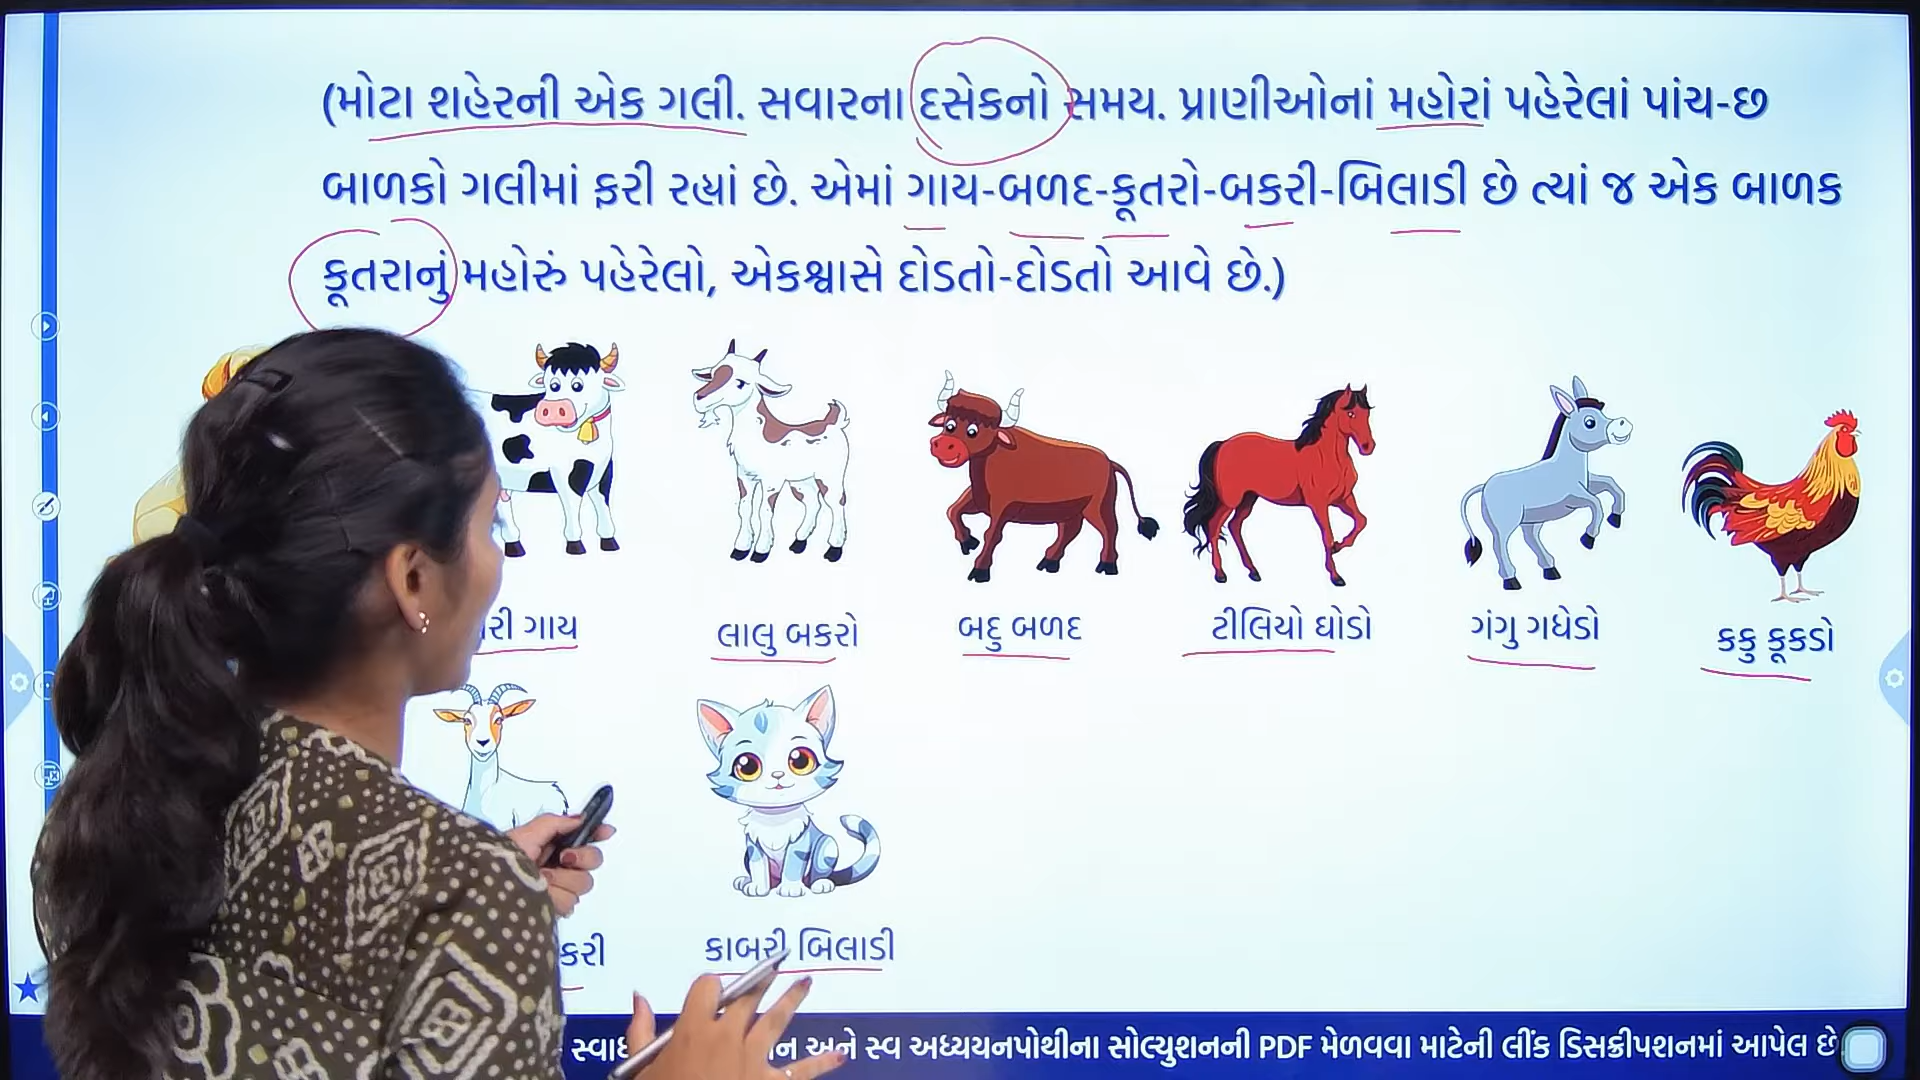 (મોટા શહેરની એક ગલી. સવારના દસેકનો સમય. પ્રાણીઓનાં મહોરાં પહેરેલાં પાંચ-છ
બાળકો ગલીમાં ફરી રહ્યાં છે. એમાં ગાય-બળદ-કૂતરો-બકરી-બિલાડી છે ત્યાં જ એક બાળક
કૂતરાનું મહોરું પહેરેલો, એકશ્વાસે દોડતો-દોડતો આવે છે.)
ગાય લાલુ બકરો બદુ બળદ ટીલિયો ઘોડો ગંગુ ગધેડો કકુ કૂકડો
કાબરી બિલાડી
અને સ્વ અધ્યયનપોથીના સોલ્યુશનની PDF મેળવવા માટેની લીંક ડિસક્રીપશનમાં આપેલ છે